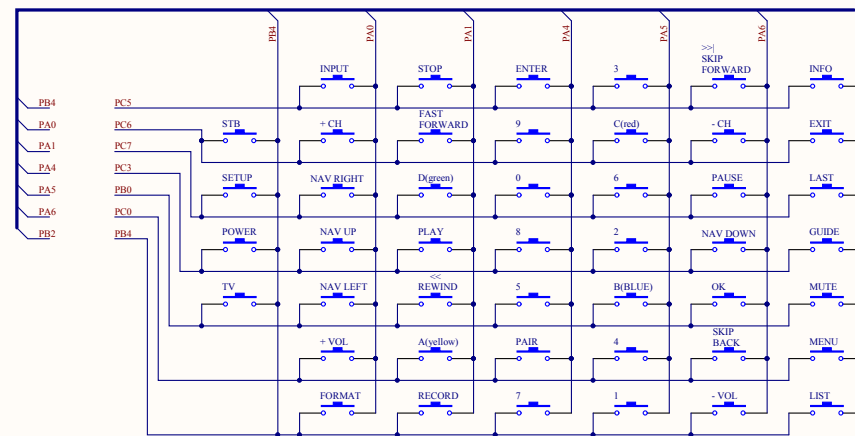 PB4
PA0
PA1
PA4
PA5
PA6
INPUT
STOP
ENTER
3
>>|
SKIP
FORWARD
INFO
PB4
PC5
PA0
PC6
STB
+ CH
FAST
FORWARD
9
C(red)
- CH
EXIT
PA1
PC7
PA4
PC3
SETUP
NAV RIGHT
D(green)
0
6
PAUSE
LAST
PA5
PB0
PA6
PC0
PB2
PB4
POWER
NAV UP
PLAY
8
2
NAV DOWN
GUIDE
TV
NAV LEFT
<<
REWIND
5
B(BLUE)
OK
MUTE
+ VOL
A(yellow)
PAIR
4
SKIP
BACK
MENU
FORMAT
RECORD
7
1
- VOL
LIST